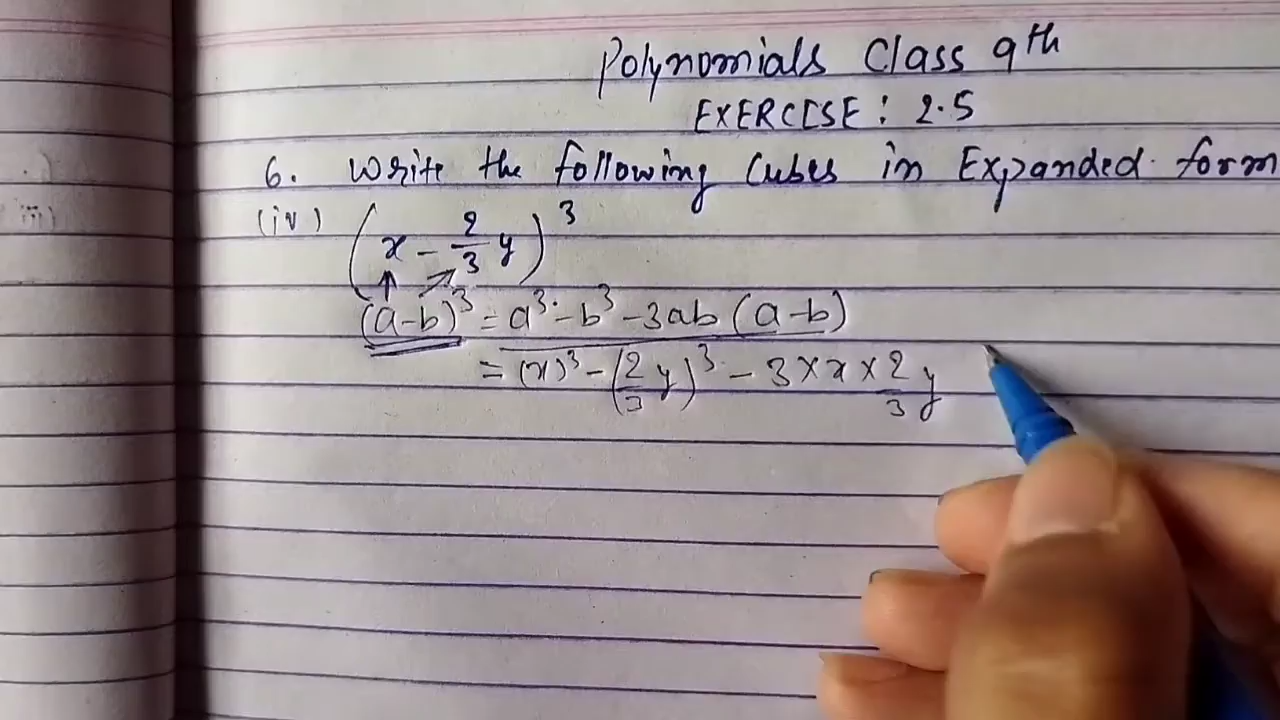 Polynomials Class 9th
EXERCISE: 2.5
6. Write the following Cubes in Expanded form
(iv) (x - 2/3 y)³
(a-b)³ = a³ - b³ - 3ab (a-b)
= (x)³ - (2/3 y)³ - 3 × x × 2/3 y